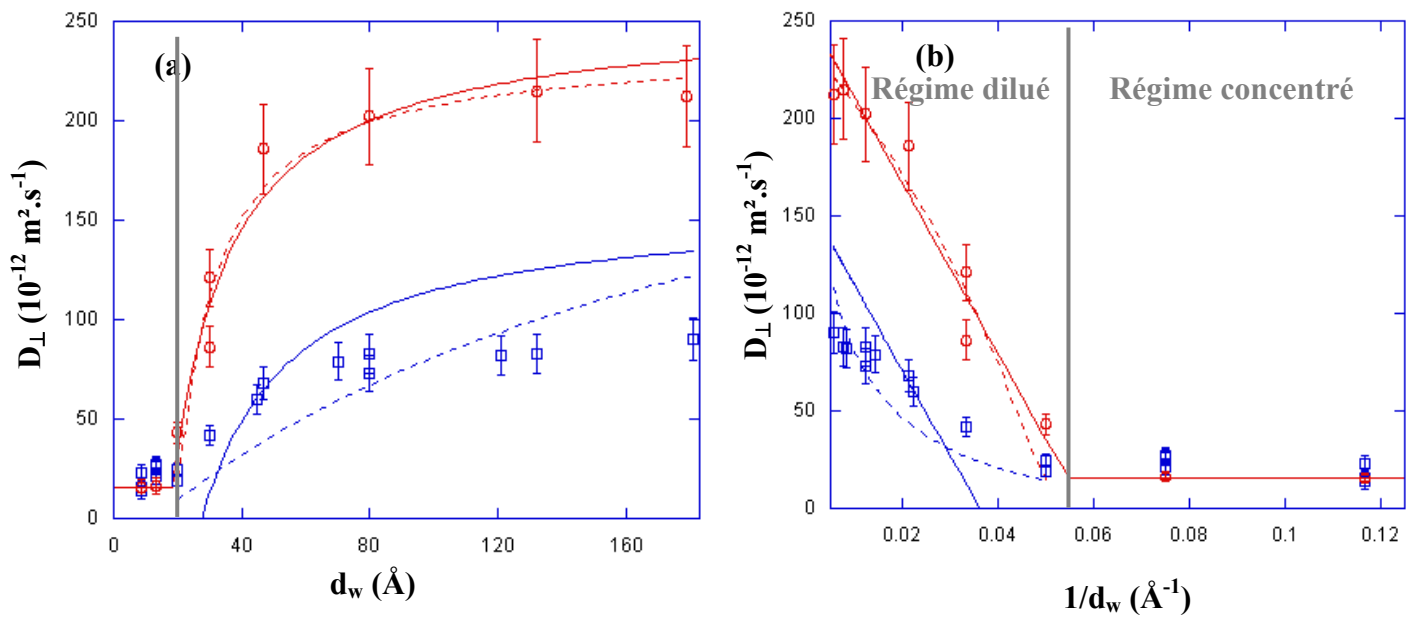 250
200
150
100
50
0
(a)
D⊥ (10⁻¹² m².s⁻¹)
0 40 80 120 160
d_w (Å)
250
200
150
100
50
0
(b)
Régime dilué Régime concentré
D⊥ (10⁻¹² m².s⁻¹)
0.02 0.04 0.06 0.08 0.1 0.12
1/d_w (Å⁻¹)